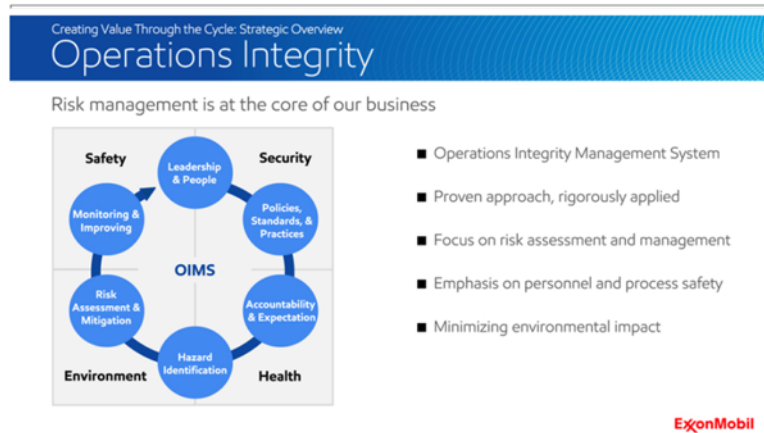 Creating Value Through the Cycle: Strategic Overview
Operations Integrity
Risk management is at the core of our business
Safety
Security
Leadership
& People
Policies,
Standards, &
Practices
Accountability
& Expectation
Hazard
Identification
Risk
Assessment &
Mitigation
Monitoring &
Improving
OIMS
Environment
Health
■ Operations Integrity Management System
■ Proven approach, rigorously applied
■ Focus on risk assessment and management
■ Emphasis on personnel and process safety
■ Minimizing environmental impact
ExxonMobil